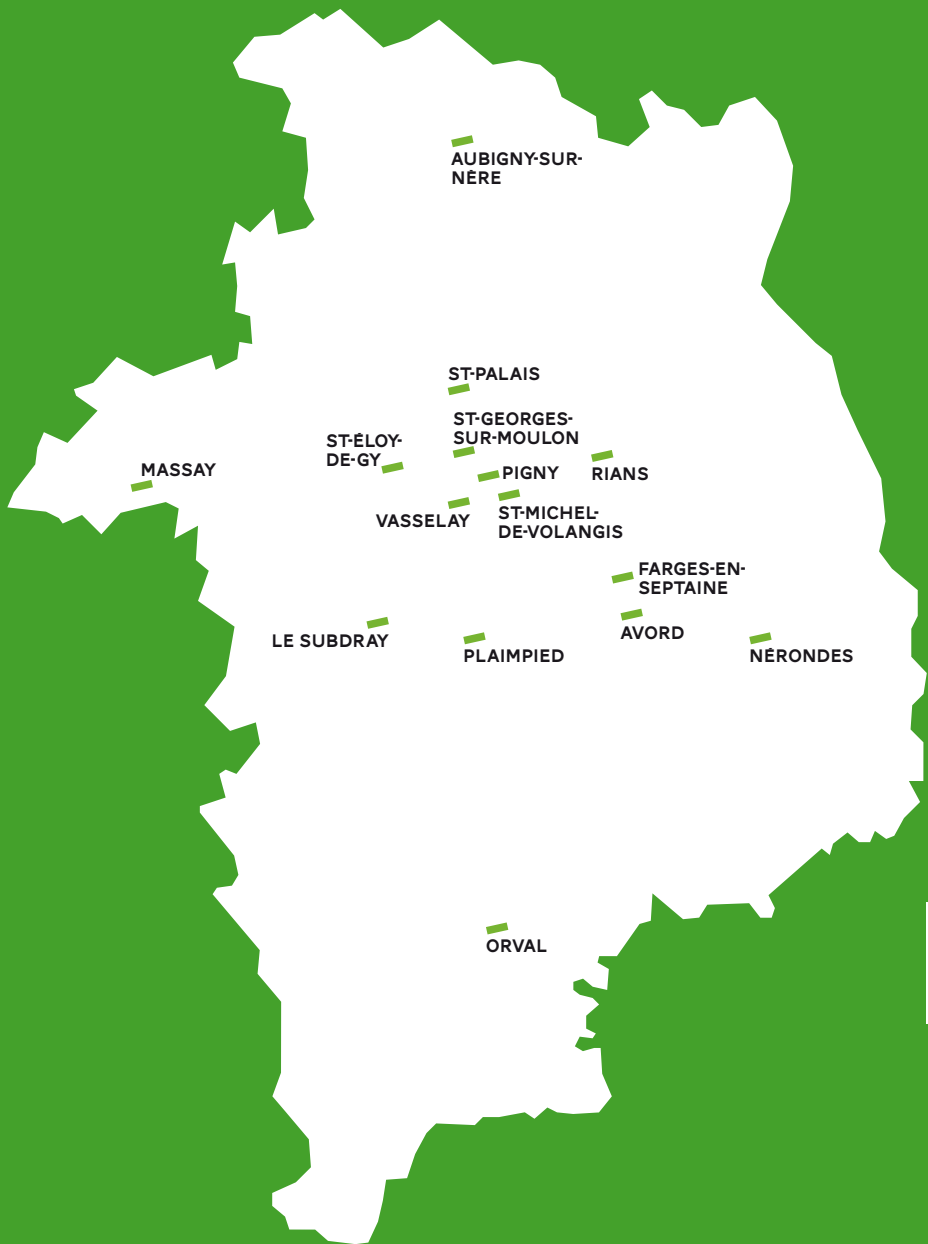 AUBIGNY-SUR-
NÈRE
ST-PALAIS
ST-GEORGES-
SUR-MOULON
ST-ÉLOY-
DE-GY
MASSAY
PIGNY
RIANS
VASSELAY
ST-MICHEL-
DE-VOLANGIS
FARGES-EN-
SEPTAINE
AVORD
LE SUBDRAY
PLAIMPIED
NÉRONDES
ORVAL